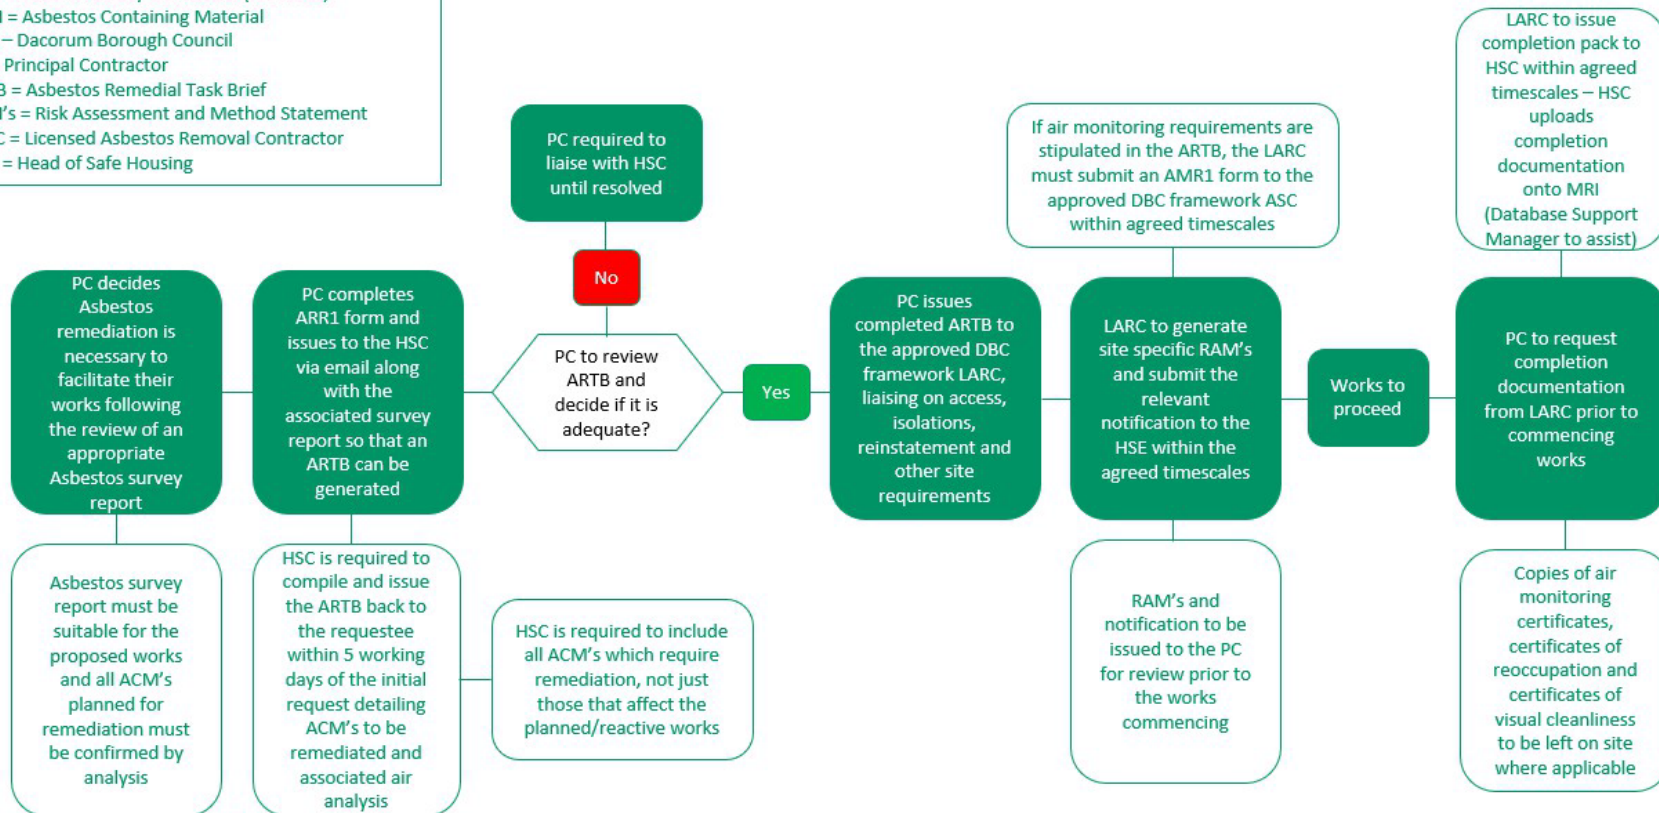 = Asbestos Containing Material
– Dacorum Borough Council
Principal Contractor
B = Asbestos Remedial Task Brief
's = Risk Assessment and Method Statement
C = Licensed Asbestos Removal Contractor
= Head of Safe Housing
PC decides
Asbestos
remediation is
necessary to
facilitate their
works following
the review of an
appropriate
Asbestos survey
report
Asbestos survey
report must be
suitable for the
proposed works
and all ACM's
planned for
remediation must
be confirmed by
analysis
PC completes
ARR1 form and
issues to the HSC
via email along
with the
associated survey
report so that an
ARTB can be
generated
HSC is required to
compile and issue
the ARTB back to
the requestee
within 5 working
days of the initial
request detailing
ACM's to be
remediated and
associated air
analysis
HSC is required to include
all ACM's which require
remediation, not just
those that affect the
planned/reactive works
PC required to
liaise with HSC
until resolved
No
PC to review
ARTB and
decide if it is
adequate?
Yes
PC issues
completed ARTB to
the approved DBC
framework LARC,
liaising on access,
isolations,
reinstatement and
other site
requirements
If air monitoring requirements are
stipulated in the ARTB, the LARC
must submit an AMR1 form to the
approved DBC framework ASC
within agreed timescales
LARC to generate
site specific RAM's
and submit the
relevant
notification to the
HSE within the
agreed timescales
RAM's and
notification to be
issued to the PC
for review prior to
the works
commencing
Works to
proceed
LARC to issue
completion pack to
HSC within agreed
timescales – HSC
uploads
completion
documentation
onto MRI
(Database Support
Manager to assist)
PC to request
completion
documentation
from LARC prior to
commencing
works
Copies of air
monitoring
certificates,
certificates of
reoccupation and
certificates of
visual cleanliness
to be left on site
where applicable